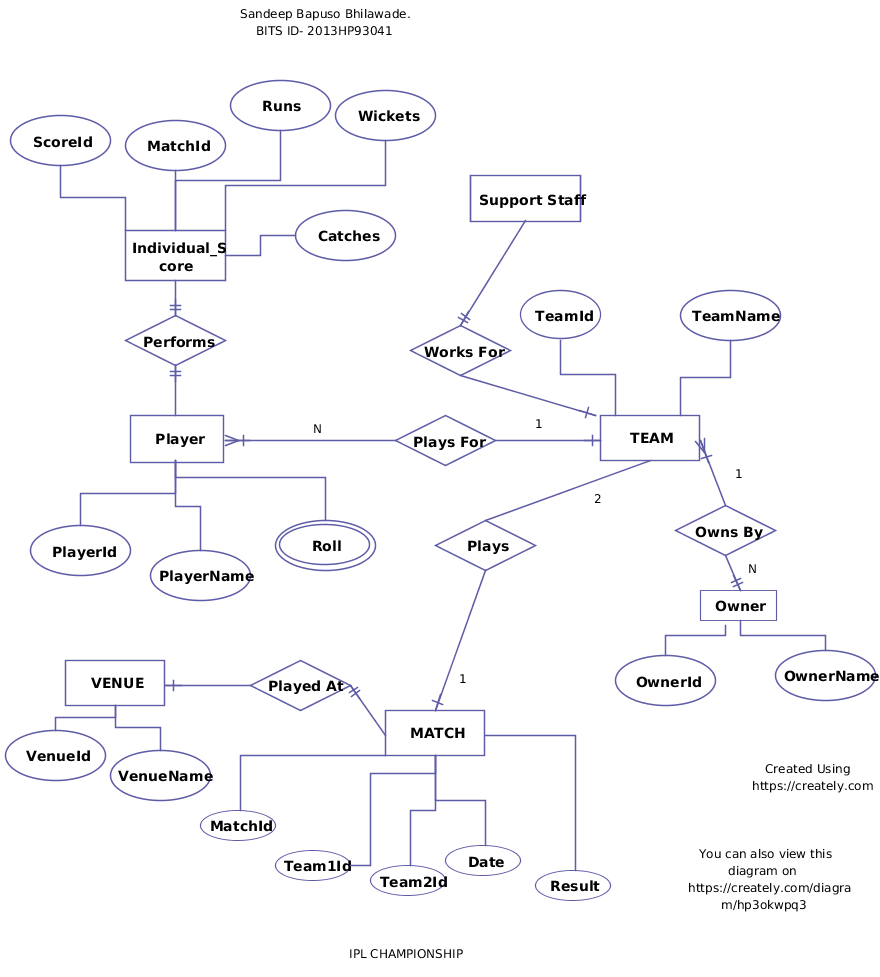 Sandeep Bapuso Bhilawade.
BITS ID- 2013HP93041
Runs
Wickets
ScoreId
MatchId
Support Staff
Catches
Individual_S
core
TeamId
TeamName
Performs
Works For
N
1
Player
Plays For
TEAM
1
2
Owns By
PlayerId
PlayerName
Roll
Plays
N
Owner
1
VENUE
Played At
OwnerId
OwnerName
MATCH
VenueId
VenueName
Created Using
https://creately.com
MatchId
Team1Id
Team2Id
Date
Result
You can also view this
diagram on
https://creately.com/diagra
m/hp3okwpq3
IPL CHAMPIONSHIP